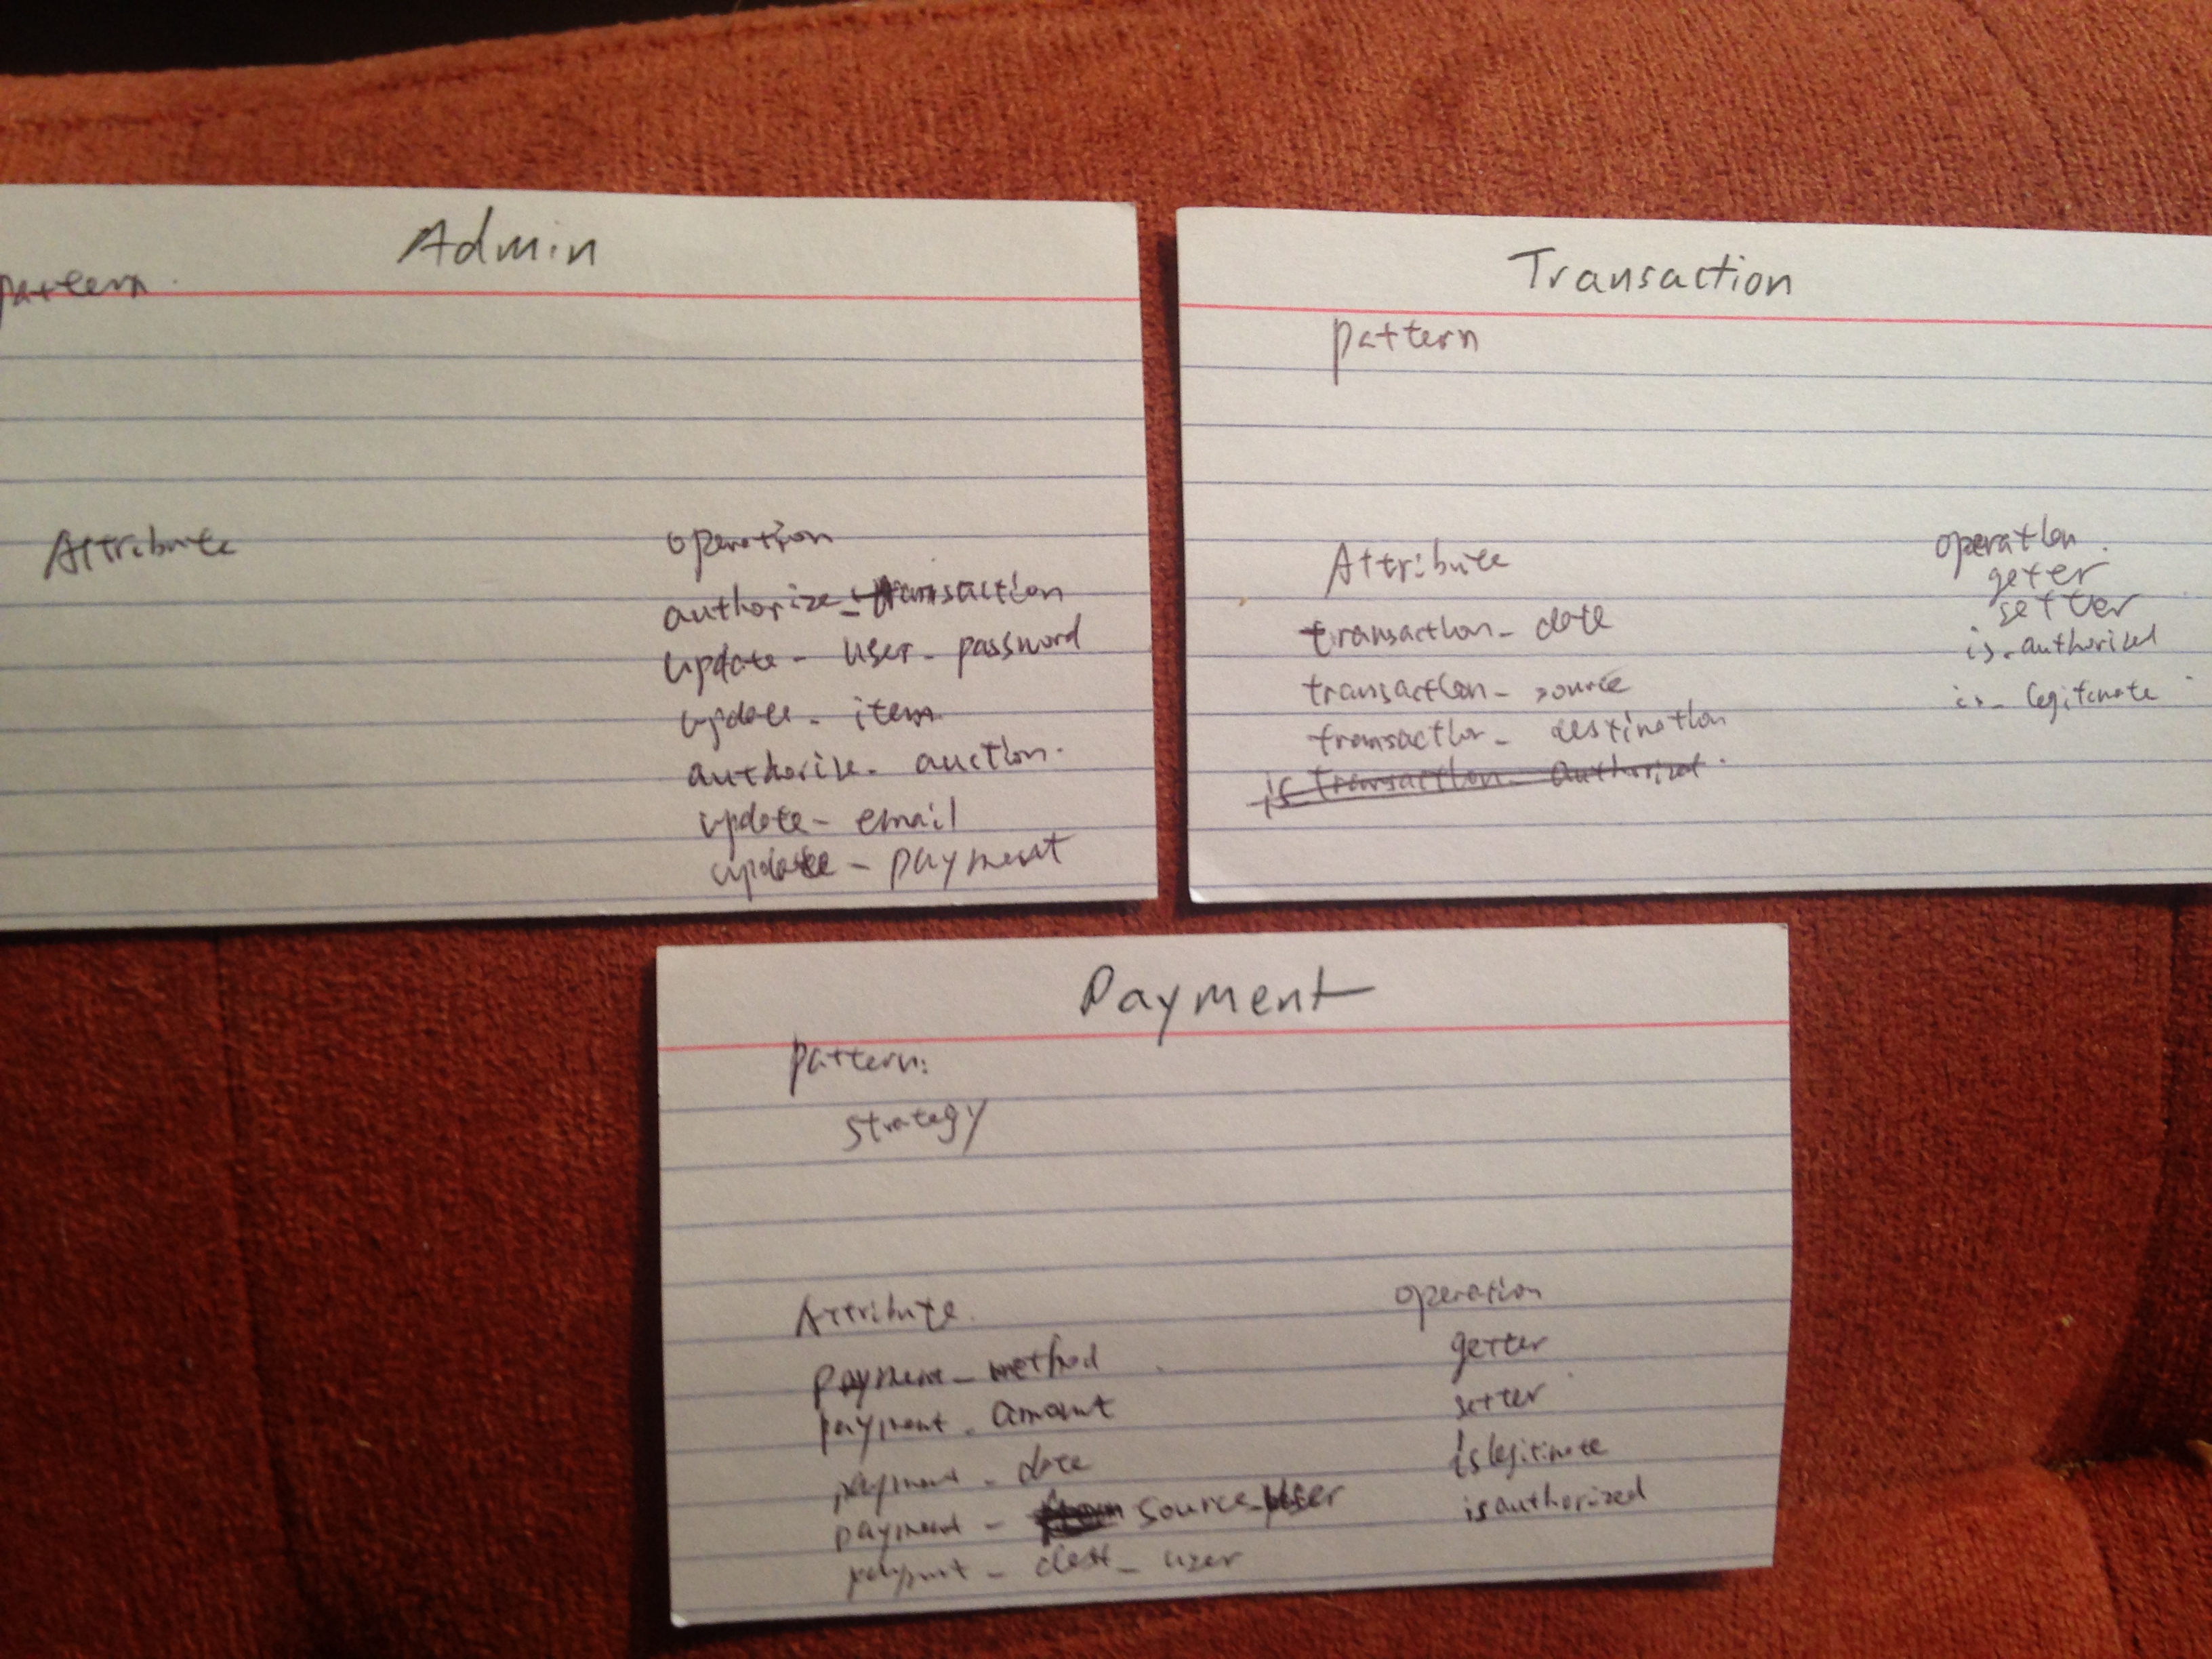 Admin
pattern
Attribute
operation
authorize_transaction
update_user_password
update_item
authorize_auction.
update_email
update_payment
Transaction
pattern
Attribute
transaction_date
transaction_source
transaction_destination
is_transaction_authorized
operation
geter
setter
is_authorized
is_legitimate
Payment
pattern:
strategy
Attribute
payment_method
payment_amount
payment_date
payment_source_user
payment_dest_user
operation
getter
setter
islegitimate
isauthorized